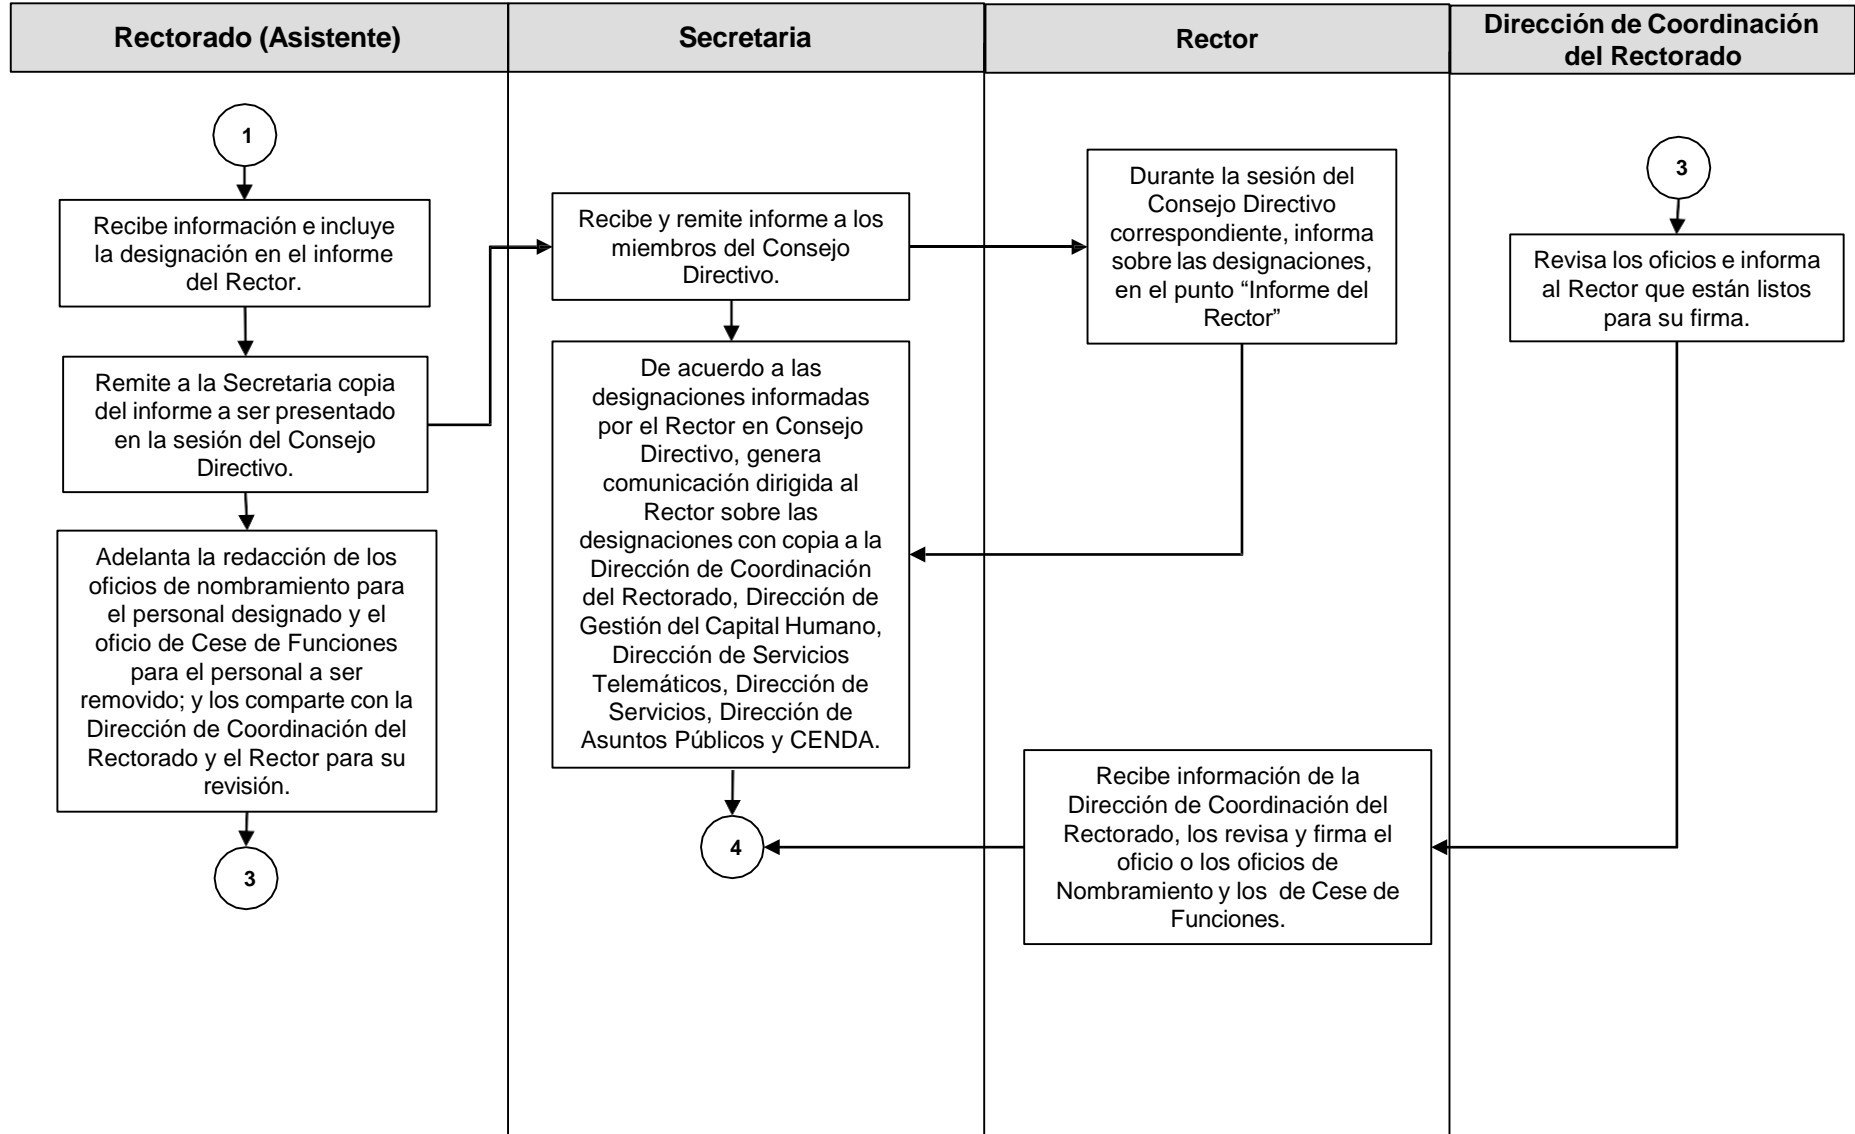 Rectorado (Asistente)
Secretaria
Rector
Dirección de Coordinación
del Rectorado
1
Recibe información e incluye
la designación en el informe
del Rector.
Remite a la Secretaria copia
del informe a ser presentado
en la sesión del Consejo
Directivo.
Adelanta la redacción de los
oficios de nombramiento para
el personal designado y el
oficio de Cese de Funciones
para el personal a ser
removido; y los comparte con la
Dirección de Coordinación del
Rectorado y el Rector para su
revisión.
3
Recibe y remite informe a los
miembros del Consejo
Directivo.
De acuerdo a las
designaciones informadas
por el Rector en Consejo
Directivo, genera
comunicación dirigida al
Rector sobre las
designaciones con copia a la
Dirección de Coordinación
del Rectorado, Dirección de
Gestión del Capital Humano,
Dirección de Servicios
Telemáticos, Dirección de
Servicios, Dirección de
Asuntos Públicos y CENDA.
4
Durante la sesión del
Consejo Directivo
correspondiente, informa
sobre las designaciones,
en el punto “Informe del
Rector”
Recibe información de la
Dirección de Coordinación del
Rectorado, los revisa y firma el
oficio o los oficios de
Nombramiento y los de Cese de
Funciones.
3
Revisa los oficios e informa
al Rector que están listos
para su firma.